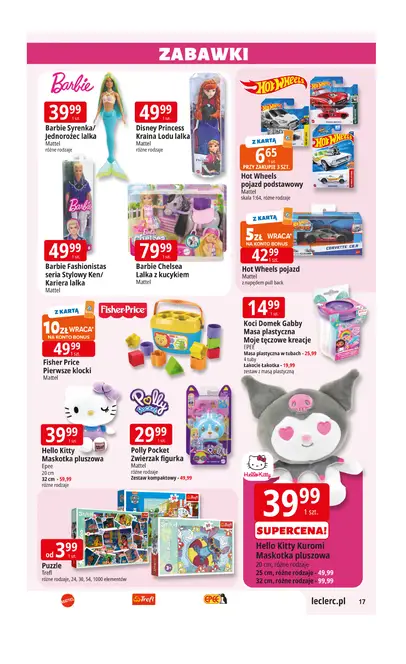 ZABAWKI
Barbie
3999
1 szt.
Barbie Syrenka/
Jednorożec lalka
Mattel
różne rodzaje
4999
1 szt.
Disney Princess
Kraina Lodu lalka
Mattel
różne rodzaje
Hot Wheels
Z KARTĄ
6 65
1 szt.
PRZY ZAKUPIE 3 SZT.
Hot Wheels
pojazd podstawowy
Mattel
skala 1:64, różne rodzaje
49 99
1 szt.
Barbie Fashionistas
seria Stylowy Ken/
Kariera lalka
Mattel
79 99
1 szt.
Barbie Chelsea
Lalka z kucykiem
Mattel
Z KARTĄ
5 ZŁ WRACA*
NA KONTO BONUS
42 99
1 szt.
CORVETTE C8.R
Hot Wheels pojazd
Mattel
z napędem pull back
Z KARTĄ
10 ZŁ WRACA*
NA KONTO BONUS
49 99
1 szt.
Fisher Price
Pierwsze klocki
Mattel
Fisher-Price
14 99
1 szt.
Koci Domek Gabby
Masa plastyczna
Moje tęczowe kreacje
EPEE
Masa plastyczna w tubach - 25,99
4 tuby
Łakocie Łakotka - 19,99
zestaw z masą plastyczną
39 99
1 szt.
Hello Kitty
Maskotka pluszowa
Epee
20 cm
32 cm - 59,99
różne rodzaje
Polly
Pocket
29 99
1 szt.
Polly Pocket
Zwierzak figurka
Mattel
różne rodzaje
Zestaw kompaktowy - 49,99
Hello Kitty
39 99
1 szt.
SUPERCENA!
Hello Kitty Kuromi
Maskotka pluszowa
20 cm, różne rodzaje
25 cm, różne rodzaje - 49,99
32 cm, różne rodzaje - 99,99
od 3 99
1 szt.
Puzzle
Trefl
różne rodzaje, 24, 30, 54, 1000 elementów
MATTEL
Trefl
EPEE
leclerc.pl
17